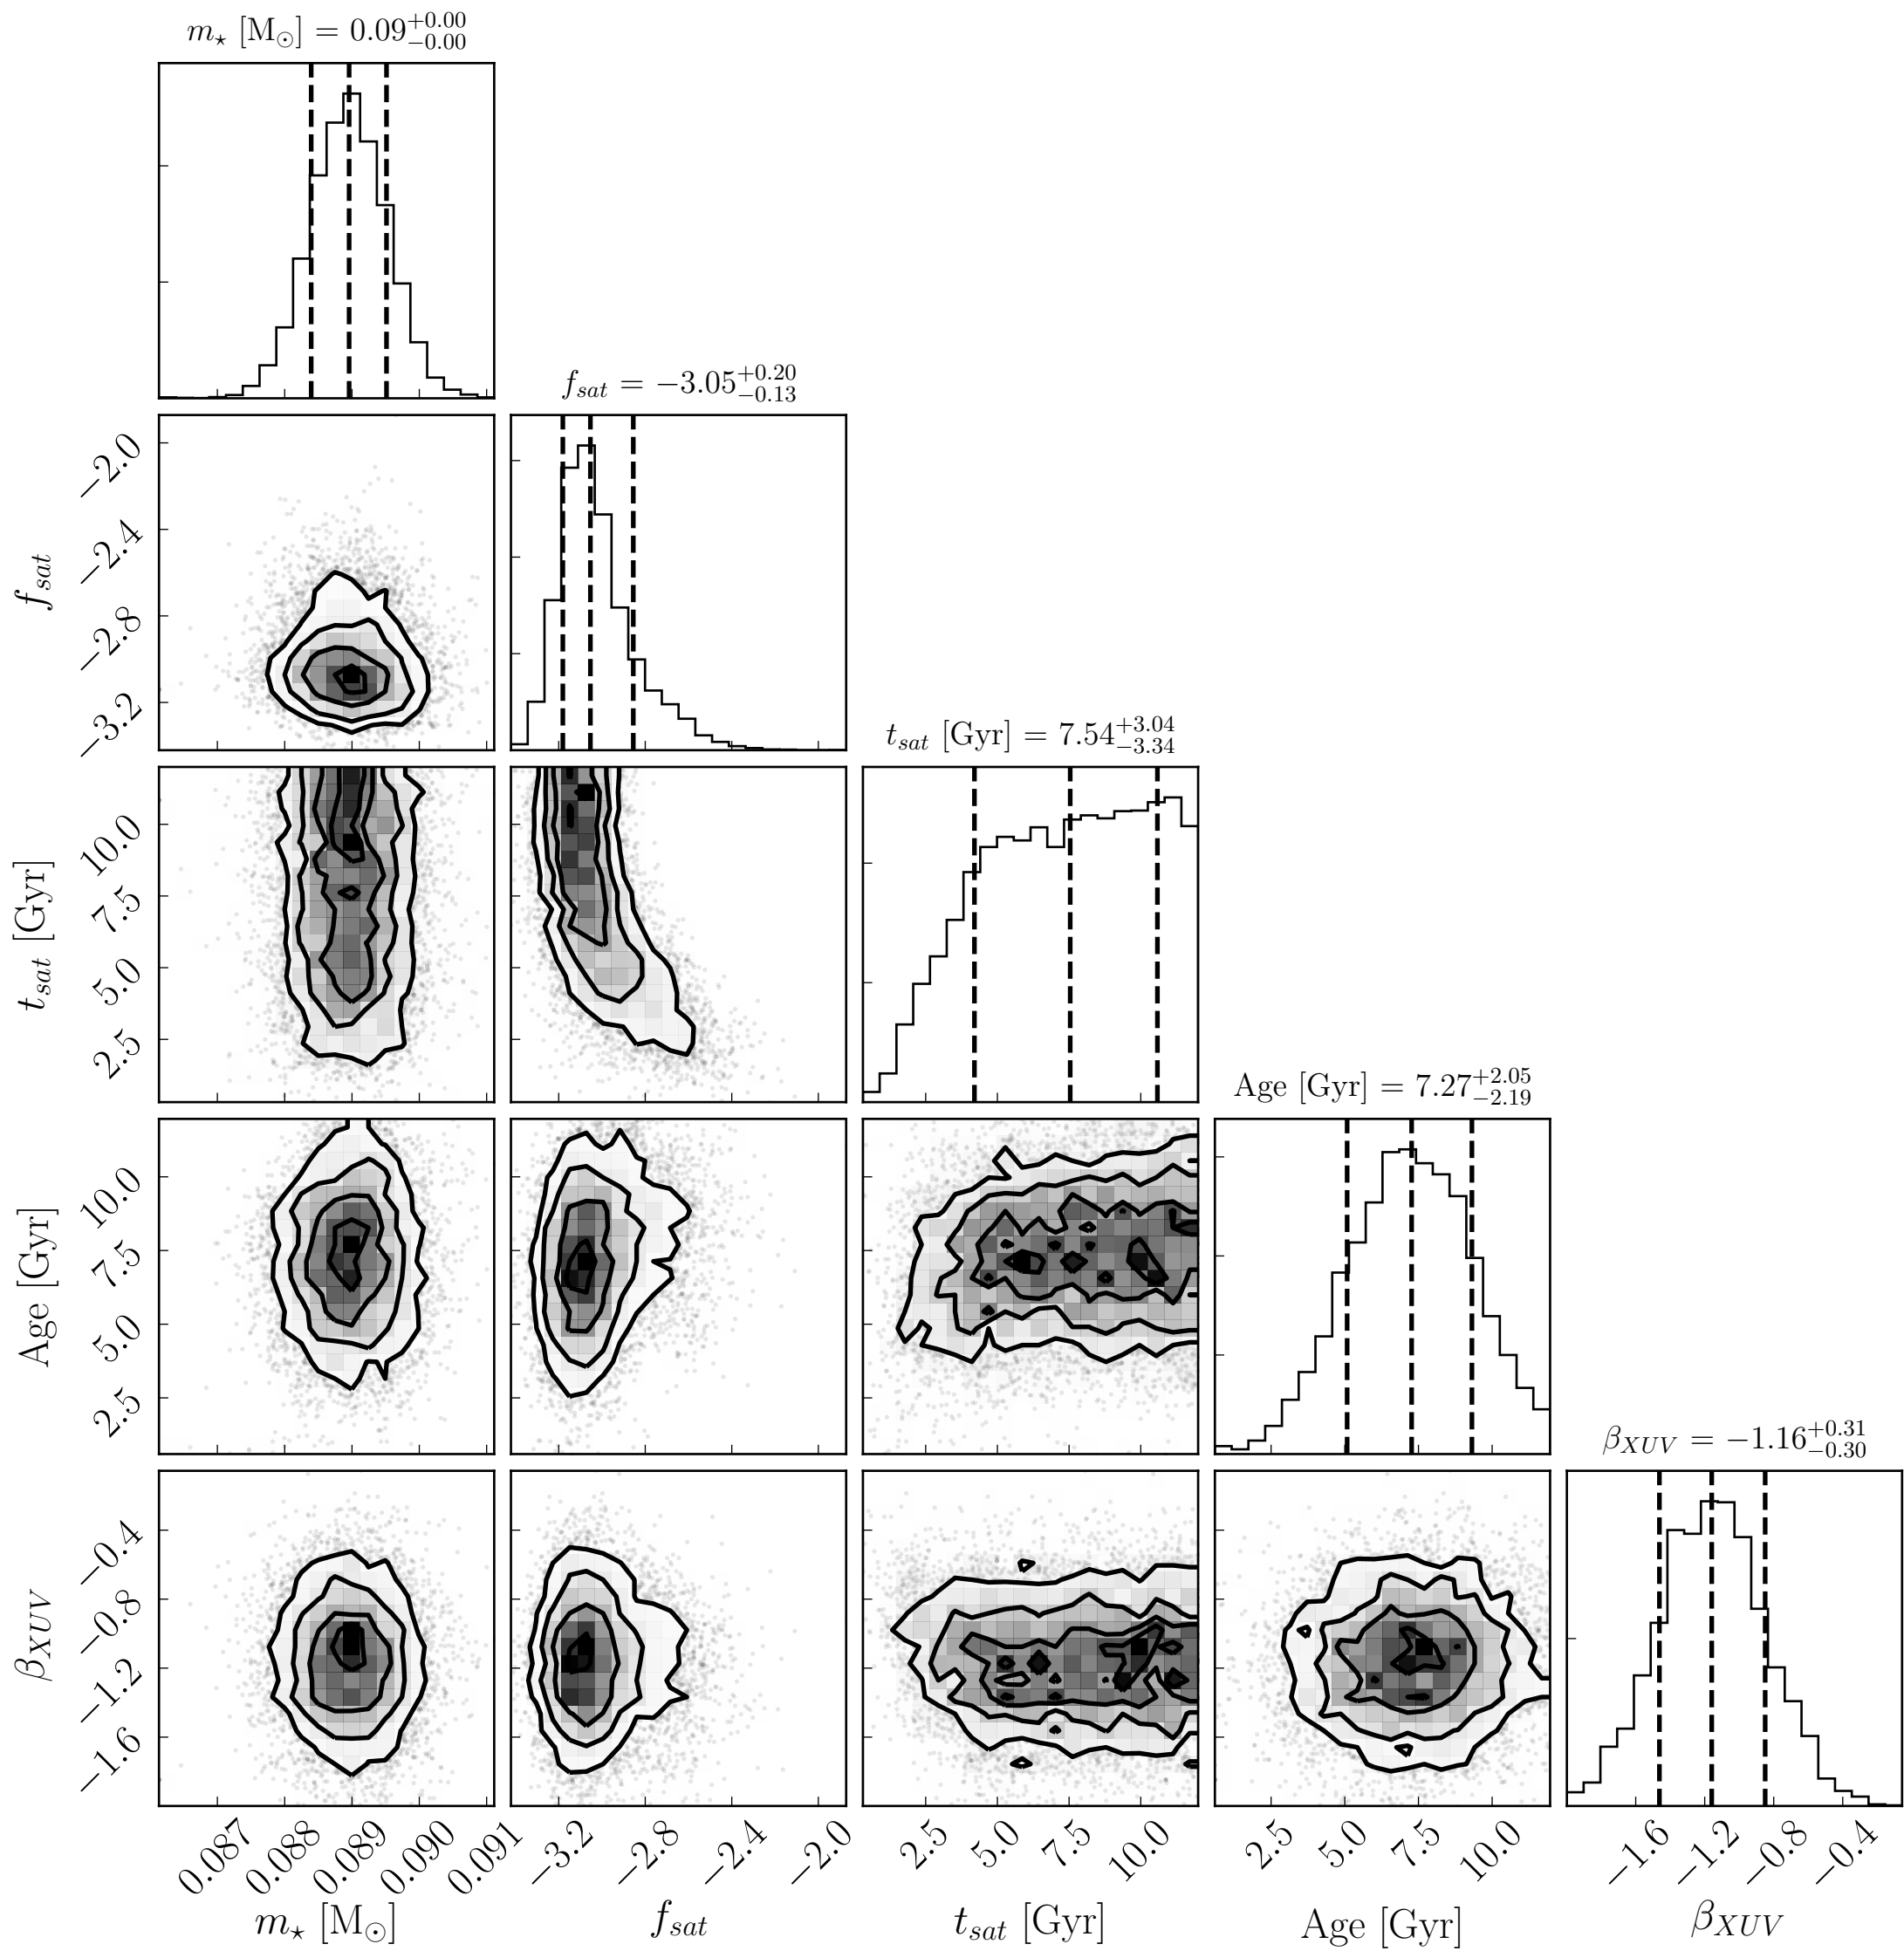 m⋆ [M⊙] = 0.09+0.00 −0.00
fsat = −3.05+0.20 −0.13
−2.0
−2.4
−2.8
−3.2
fsat
tsat [Gyr] = 7.54+3.04 −3.34
10.0
7.5
5.0
2.5
tsat [Gyr]
Age [Gyr] = 7.27+2.05 −2.19
10.0
7.5
5.0
2.5
Age [Gyr]
βXUV = −1.16+0.31 −0.30
−0.4
−0.8
−1.2
−1.6
βXUV
0.087 0.088 0.089 0.090 0.091 −3.2 −2.8 −2.4 −2.0 2.5 5.0 7.5 10.0 2.5 5.0 7.5 10.0 −1.6 −1.2 −0.8 −0.4
m⋆ [M⊙] fsat tsat [Gyr] Age [Gyr] βXUV